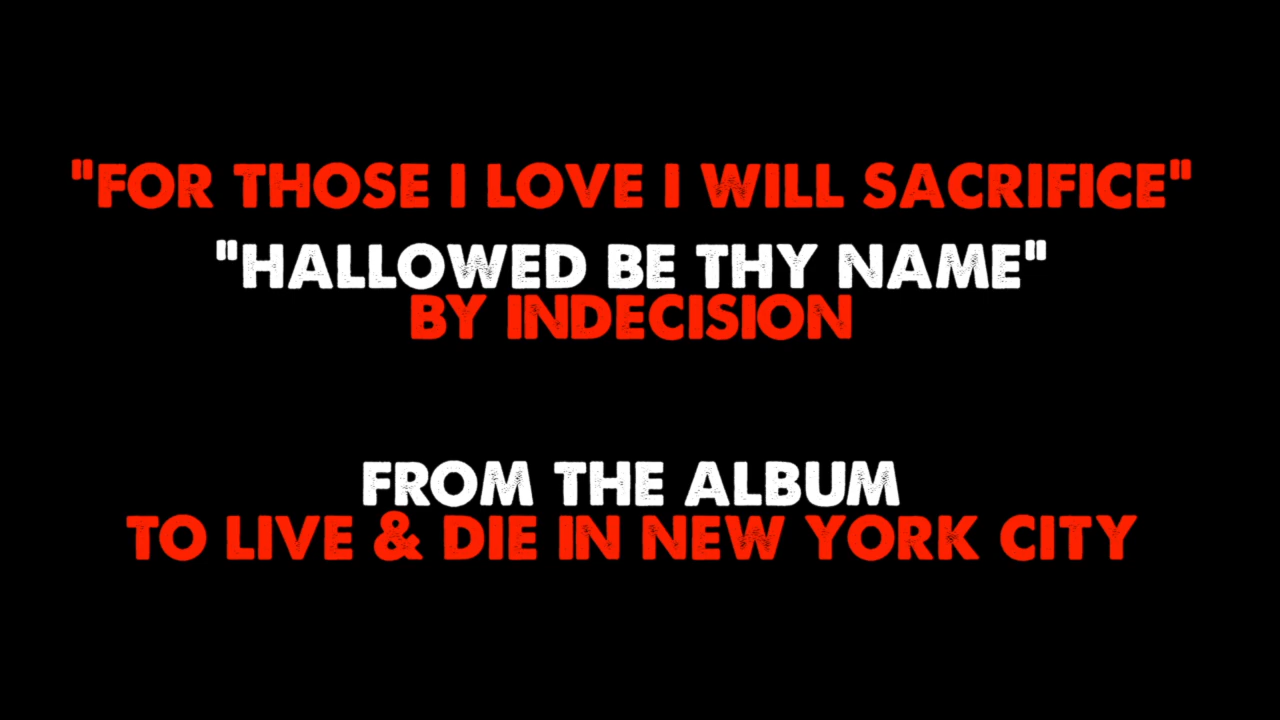 "FOR THOSE I LOVE I WILL SACRIFICE"
"HALLOWED BE THY NAME"
BY INDECISION
FROM THE ALBUM
TO LIVE & DIE IN NEW YORK CITY